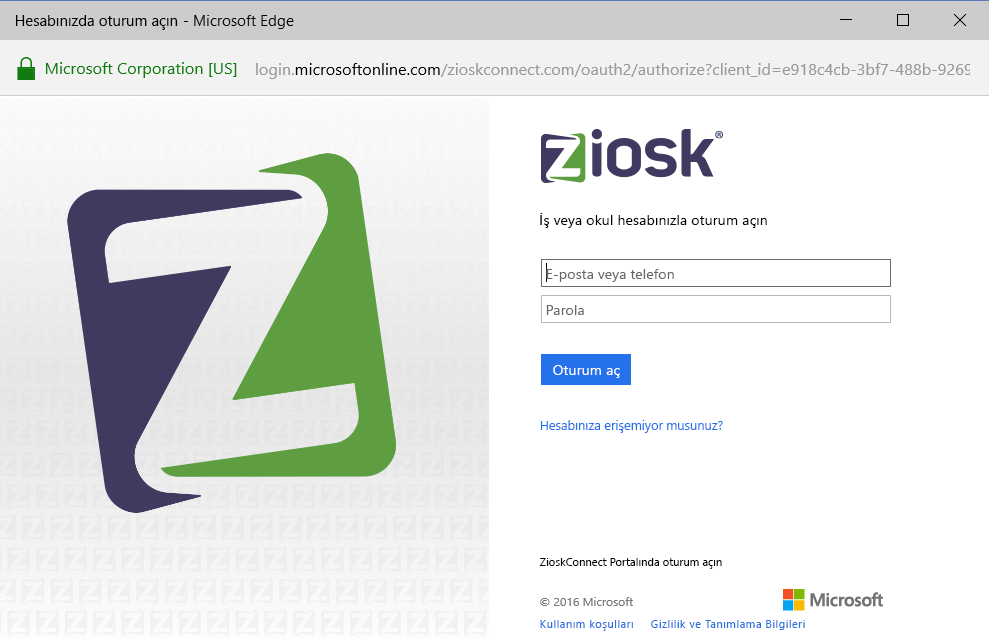 Hesabınızda oturum açın - Microsoft Edge
Microsoft Corporation [US] login.microsoftonline.com/zioskconnect.com/oauth2/authorize?client_id=e918c4cb-3bf7-488b-9269
ziosk®
İş veya okul hesabınızla oturum açın
E-posta veya telefon
Parola
Oturum aç
Hesabınıza erişemiyor musunuz?
ZioskConnect Portalında oturum açın
© 2016 Microsoft
Microsoft
Kullanım koşulları Gizlilik ve Tanımlama Bilgileri